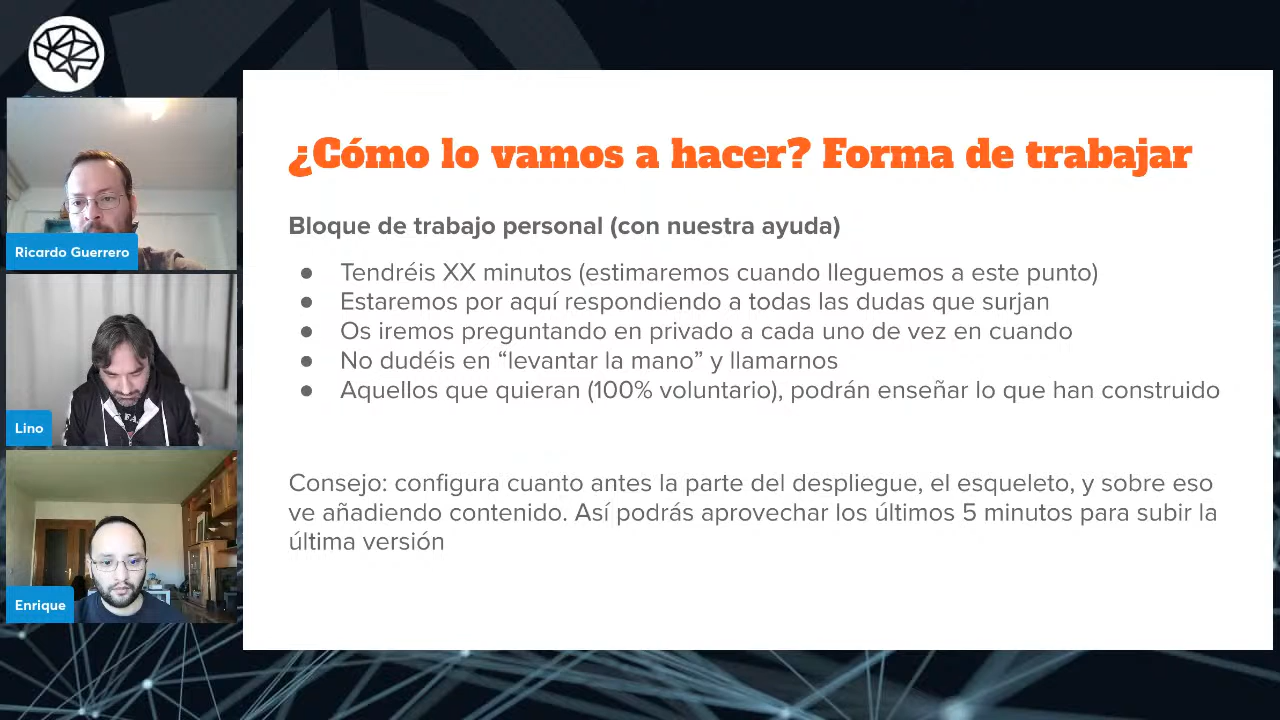 ¿Cómo lo vamos a hacer? Forma de trabajar
Bloque de trabajo personal (con nuestra ayuda)
● Tendréis XX minutos (estimaremos cuando lleguemos a este punto)
● Estaremos por aquí respondiendo a todas las dudas que surjan
● Os iremos preguntando en privado a cada uno de vez en cuando
● No dudéis en “levantar la mano” y llamarnos
● Aquellos que quieran (100% voluntario), podrán enseñar lo que han construido
Consejo: configura cuanto antes la parte del despliegue, el esqueleto, y sobre eso
ve añadiendo contenido. Así podrás aprovechar los últimos 5 minutos para subir la
última versión
Ricardo Guerrero
Lino
Enrique